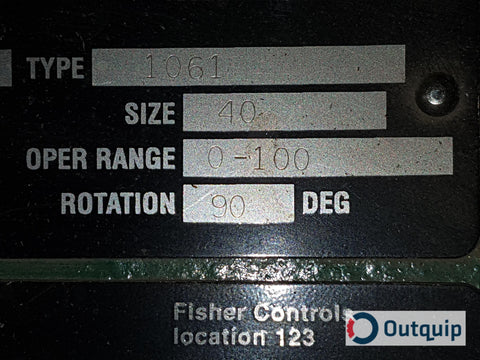 TYPE 1061
SIZE 40
OPER RANGE 0-100
ROTATION 90 DEG
Fisher Controls
location 123
Outquip